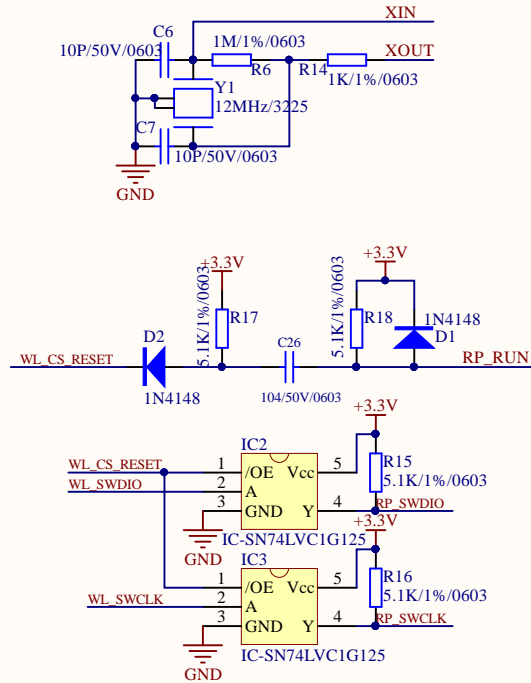 XIN
C6
10P/50V/0603
1M/1%/0603
R6
R14
XOUT
1K/1%/0603
Y1
12MHz/3225
C7
10P/50V/0603
GND
+3.3V
5.1K/1%/0603
R17
+3.3V
5.1K/1%/0603
R18
1N4148
D1
D2
WL_CS_RESET
1N4148
C26
104/50V/0603
RP_RUN
+3.3V
IC2
WL_CS_RESET
1 /OE Vcc 5
R15
5.1K/1%/0603
WL_SWDIO
2 A
3 GND Y 4
RP_SWDIO
GND
IC-SN74LVC1G125
+3.3V
IC3
1 /OE Vcc 5
R16
5.1K/1%/0603
WL_SWCLK
2 A
3 GND Y 4
RP_SWCLK
GND
IC-SN74LVC1G125